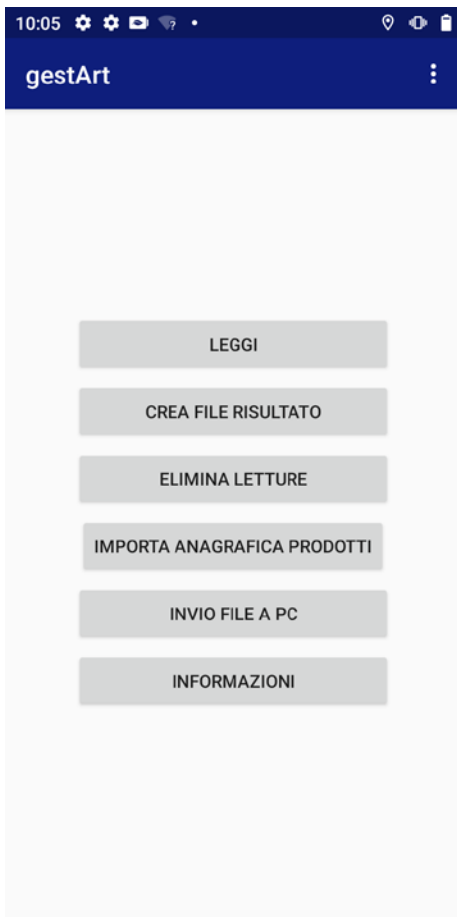 10:05
gestArt
LEGGI
CREA FILE RISULTATO
ELIMINA LETTURE
IMPORTA ANAGRAFICA PRODOTTI
INVIO FILE A PC
INFORMAZIONI